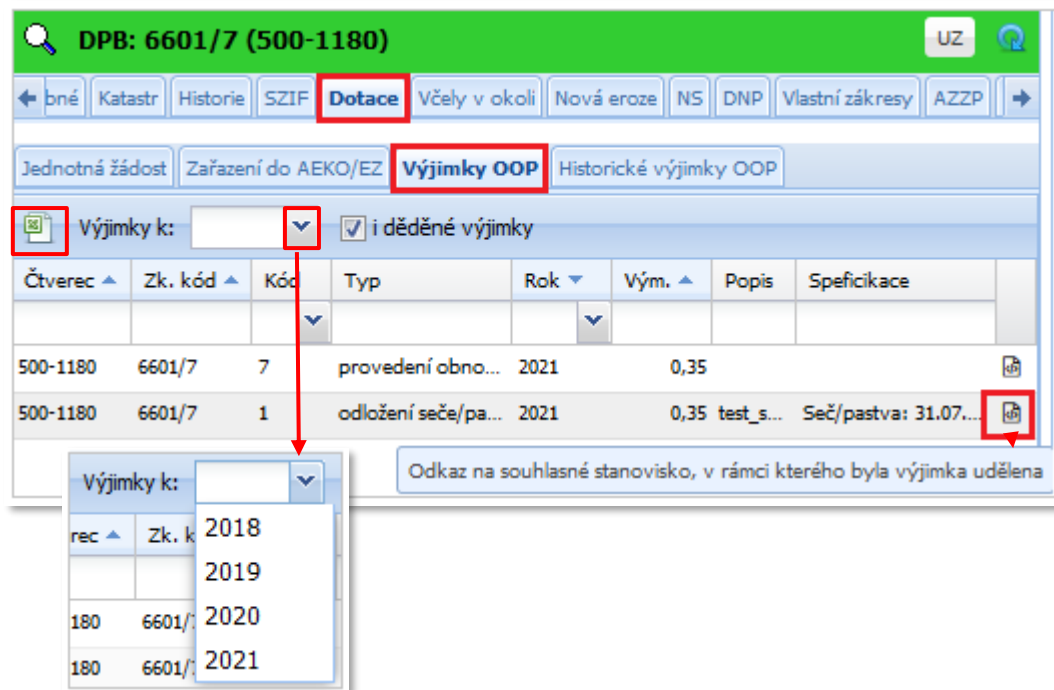 DPB: 6601/7 (500-1180) UZ
bné Katastr Historie SZIF Dotace Včely v okolí Nová eroze NS DNP Vlastní zákresy AZZP
Jednotná žádost Zařazení do AEKO/EZ Výjimky OOP Historické výjimky OOP
Výjimky k: i děděné výjimky
Čtverec Zk. kód Kód Typ Rok Vým. Popis Speficikace
500-1180 6601/7 7 provedení obno... 2021 0,35
500-1180 6601/7 1 odložení seče/pa... 2021 0,35 test_s... Seč/pastva: 31.07....
Odkaz na souhlasné stanovisko, v rámci kterého byla výjimka udělena
Výjimky k:
rec Zk. k
2018
2019
180 6601/
2020
180 6601/
2021